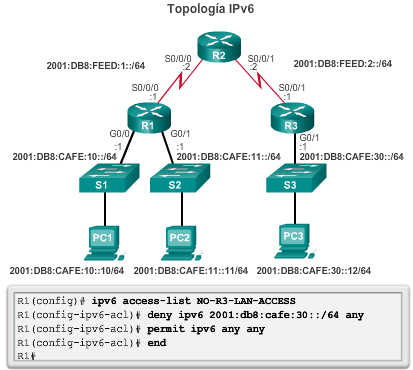 Topología IPv6
R2
S0/0/0
:2
S0/0/1
:2
2001:DB8:FEED:1::/64
2001:DB8:FEED:2::/64
S0/0/0
:1
S0/0/1
:1
R1
R3
G0/0
:1
G0/1
:1
G0/1
:1
2001:DB8:CAFE:10::/64
2001:DB8:CAFE:11::/64
2001:DB8:CAFE:30::/64
S1
S2
S3
PC1
PC2
PC3
2001:DB8:CAFE:10::10/64
2001:DB8:CAFE:11::11/64
2001:DB8:CAFE:30::12/64
R1(config)# ipv6 access-list NO-R3-LAN-ACCESS
R1(config-ipv6-acl)# deny ipv6 2001:db8:cafe:30::/64 any
R1(config-ipv6-acl)# permit ipv6 any any
R1(config-ipv6-acl)# end
R1#